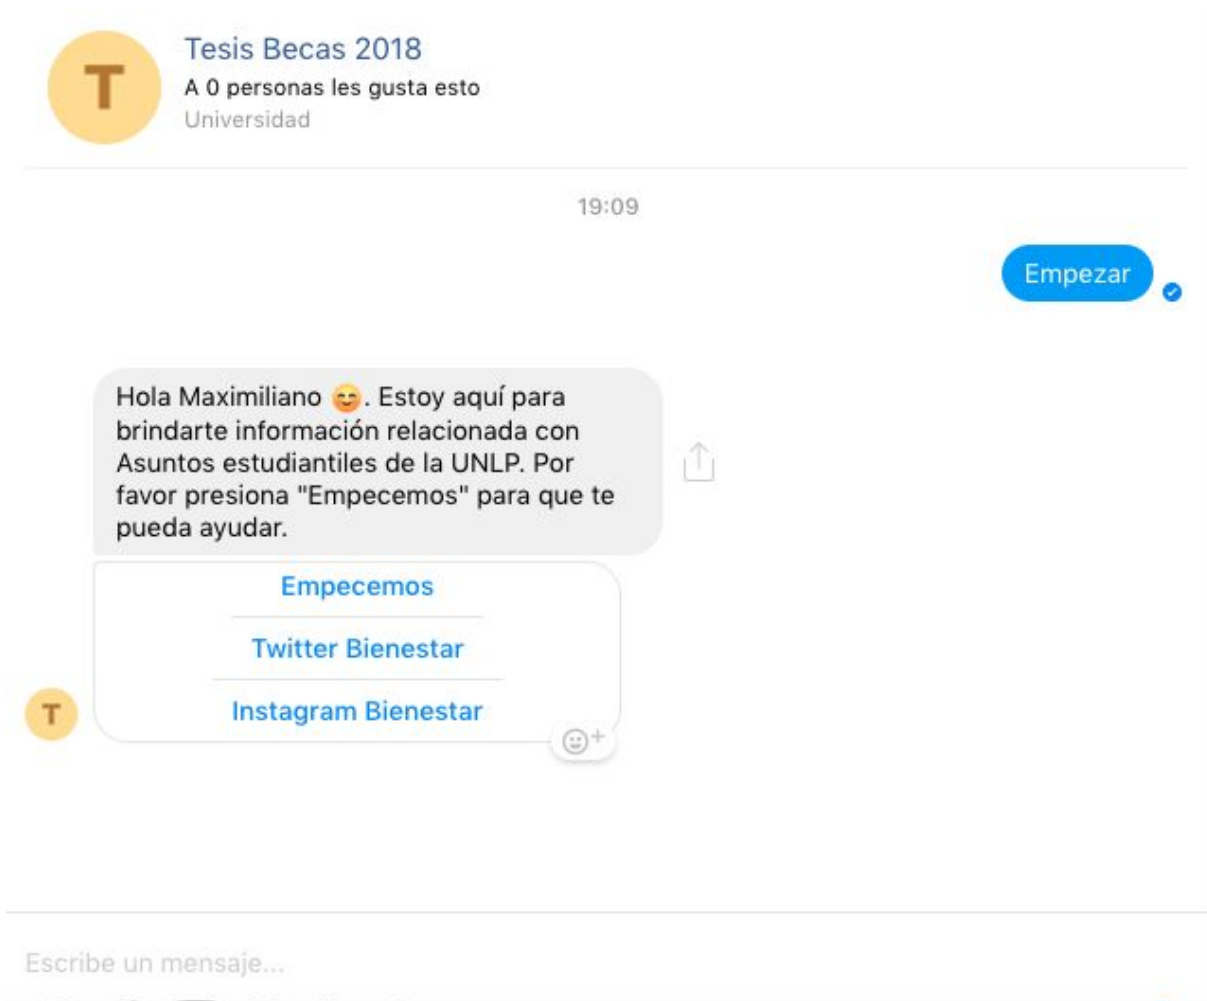 T
Tesis Becas 2018
A 0 personas les gusta esto
Universidad
19:09
Empezar
Hola Maximiliano 😊. Estoy aquí para
brindarte información relacionada con
Asuntos estudiantiles de la UNLP. Por
favor presiona "Empecemos" para que te
pueda ayudar.
Empecemos
Twitter Bienestar
Instagram Bienestar
T
Escribe un mensaje...